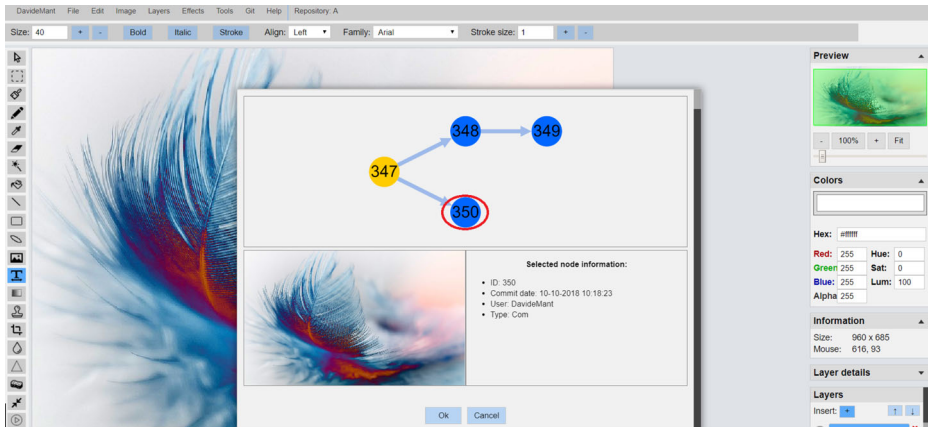 DavideMant File Edit Image Layers Effects Tools Git Help Repository: A
Size: 40 + - Bold Italic Stroke Align: Left Family: Arial Stroke size: 1 + -
Preview
- 100% + Fit
Colors
Hex: #ffffff
Red: 255 Hue: 0
Green 255 Sat: 0
Blue: 255 Lum: 100
Alpha 255
Information
Size: 960 x 685
Mouse: 616, 93
Layer details
Layers
Insert: + ↑ ↓
348 349
347
350
Selected node information:
• ID: 350
• Commit date: 10-10-2018 10:18:23
• User: DavideMant
• Type: Com
Ok Cancel